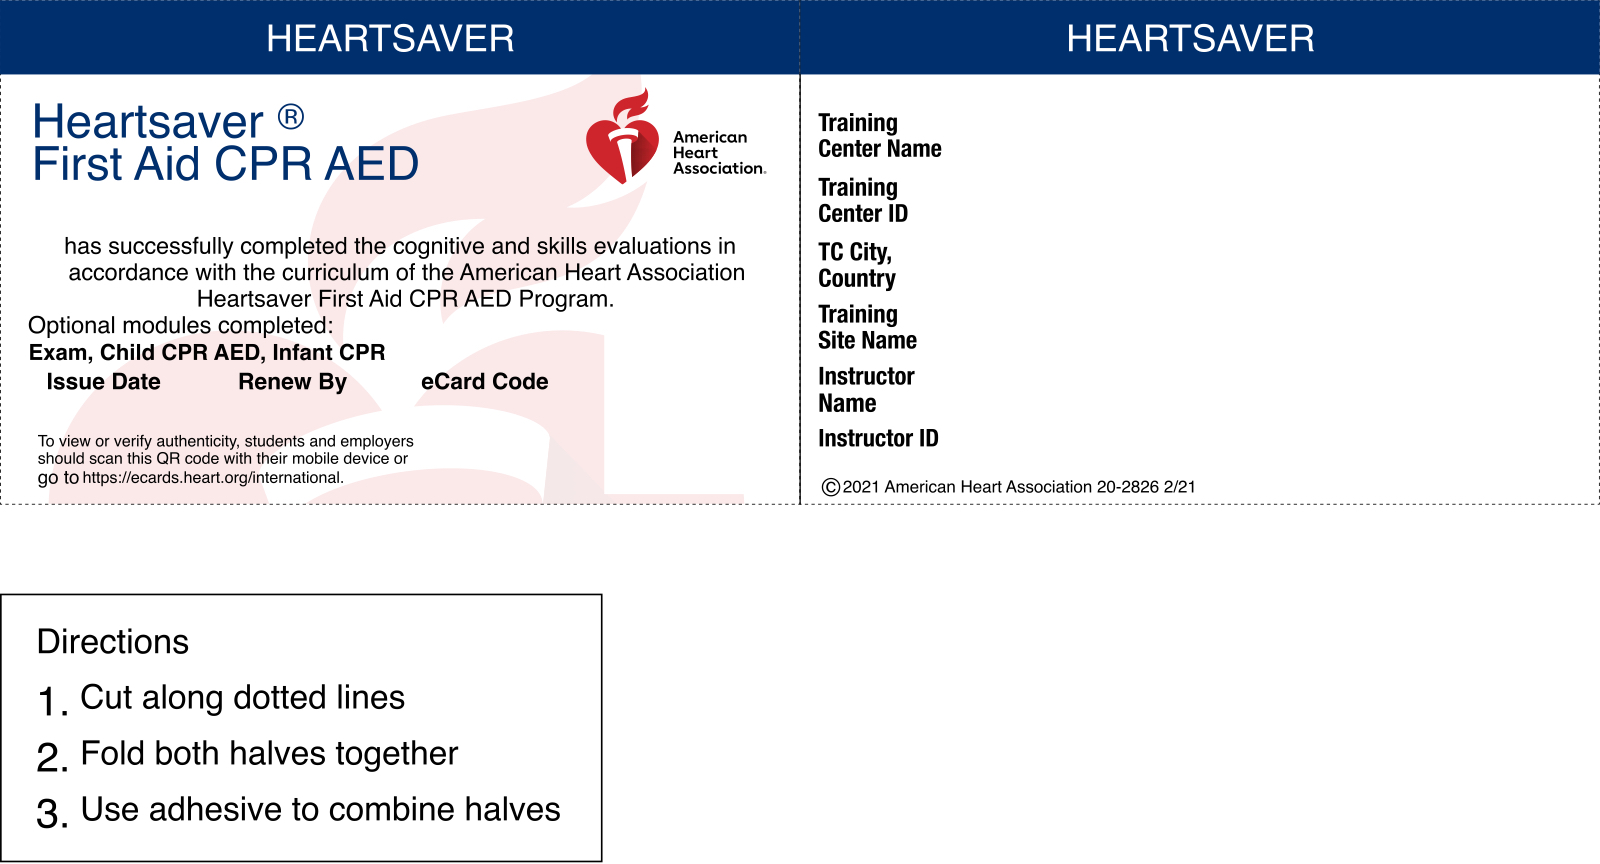 HEARTSAVER
Heartsaver ®
First Aid CPR AED
American
Heart
Association.
has successfully completed the cognitive and skills evaluations in
accordance with the curriculum of the American Heart Association
Heartsaver First Aid CPR AED Program.
Optional modules completed:
Exam, Child CPR AED, Infant CPR
Issue Date Renew By eCard Code
To view or verify authenticity, students and employers
should scan this QR code with their mobile device or
go to https://ecards.heart.org/international.
HEARTSAVER
Training
Center Name
Training
Center ID
TC City,
Country
Training
Site Name
Instructor
Name
Instructor ID
©2021 American Heart Association 20-2826 2/21
Directions
1. Cut along dotted lines
2. Fold both halves together
3. Use adhesive to combine halves